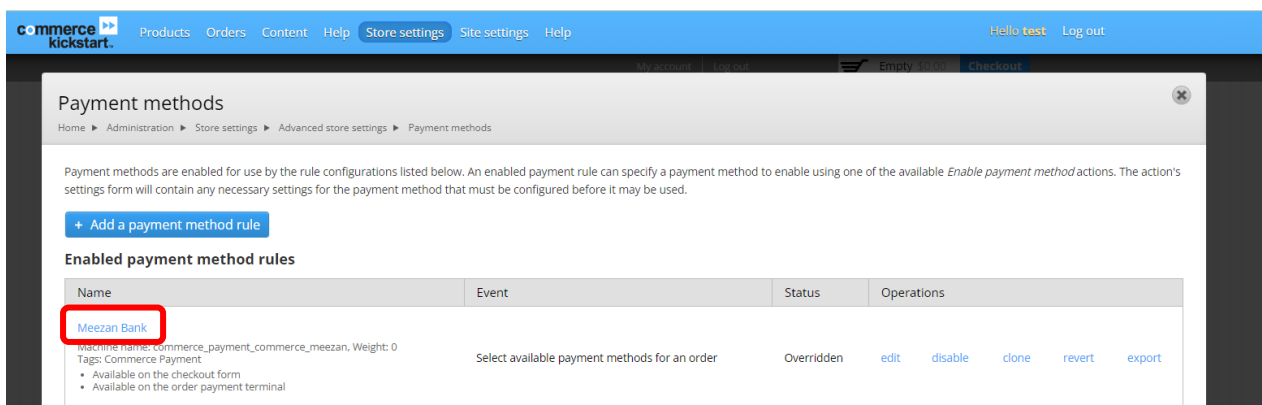 commerce kickstart. Products Orders Content Help Store settings Site settings Help Hello test Log out
My account Log out Empty $0.00 Checkout
Payment methods
Home ▶ Administration ▶ Store settings ▶ Advanced store settings ▶ Payment methods
Payment methods are enabled for use by the rule configurations listed below. An enabled payment rule can specify a payment method to enable using one of the available Enable payment method actions. The action's
settings form will contain any necessary settings for the payment method that must be configured before it may be used.
+ Add a payment method rule
Enabled payment method rules
Name Event Status Operations
Meezan Bank
Machine name: commerce_payment_commerce_meezan, Weight: 0
Tags: Commerce Payment
Select available payment methods for an order Overridden edit disable clone revert export
• Available on the checkout form
• Available on the order payment terminal